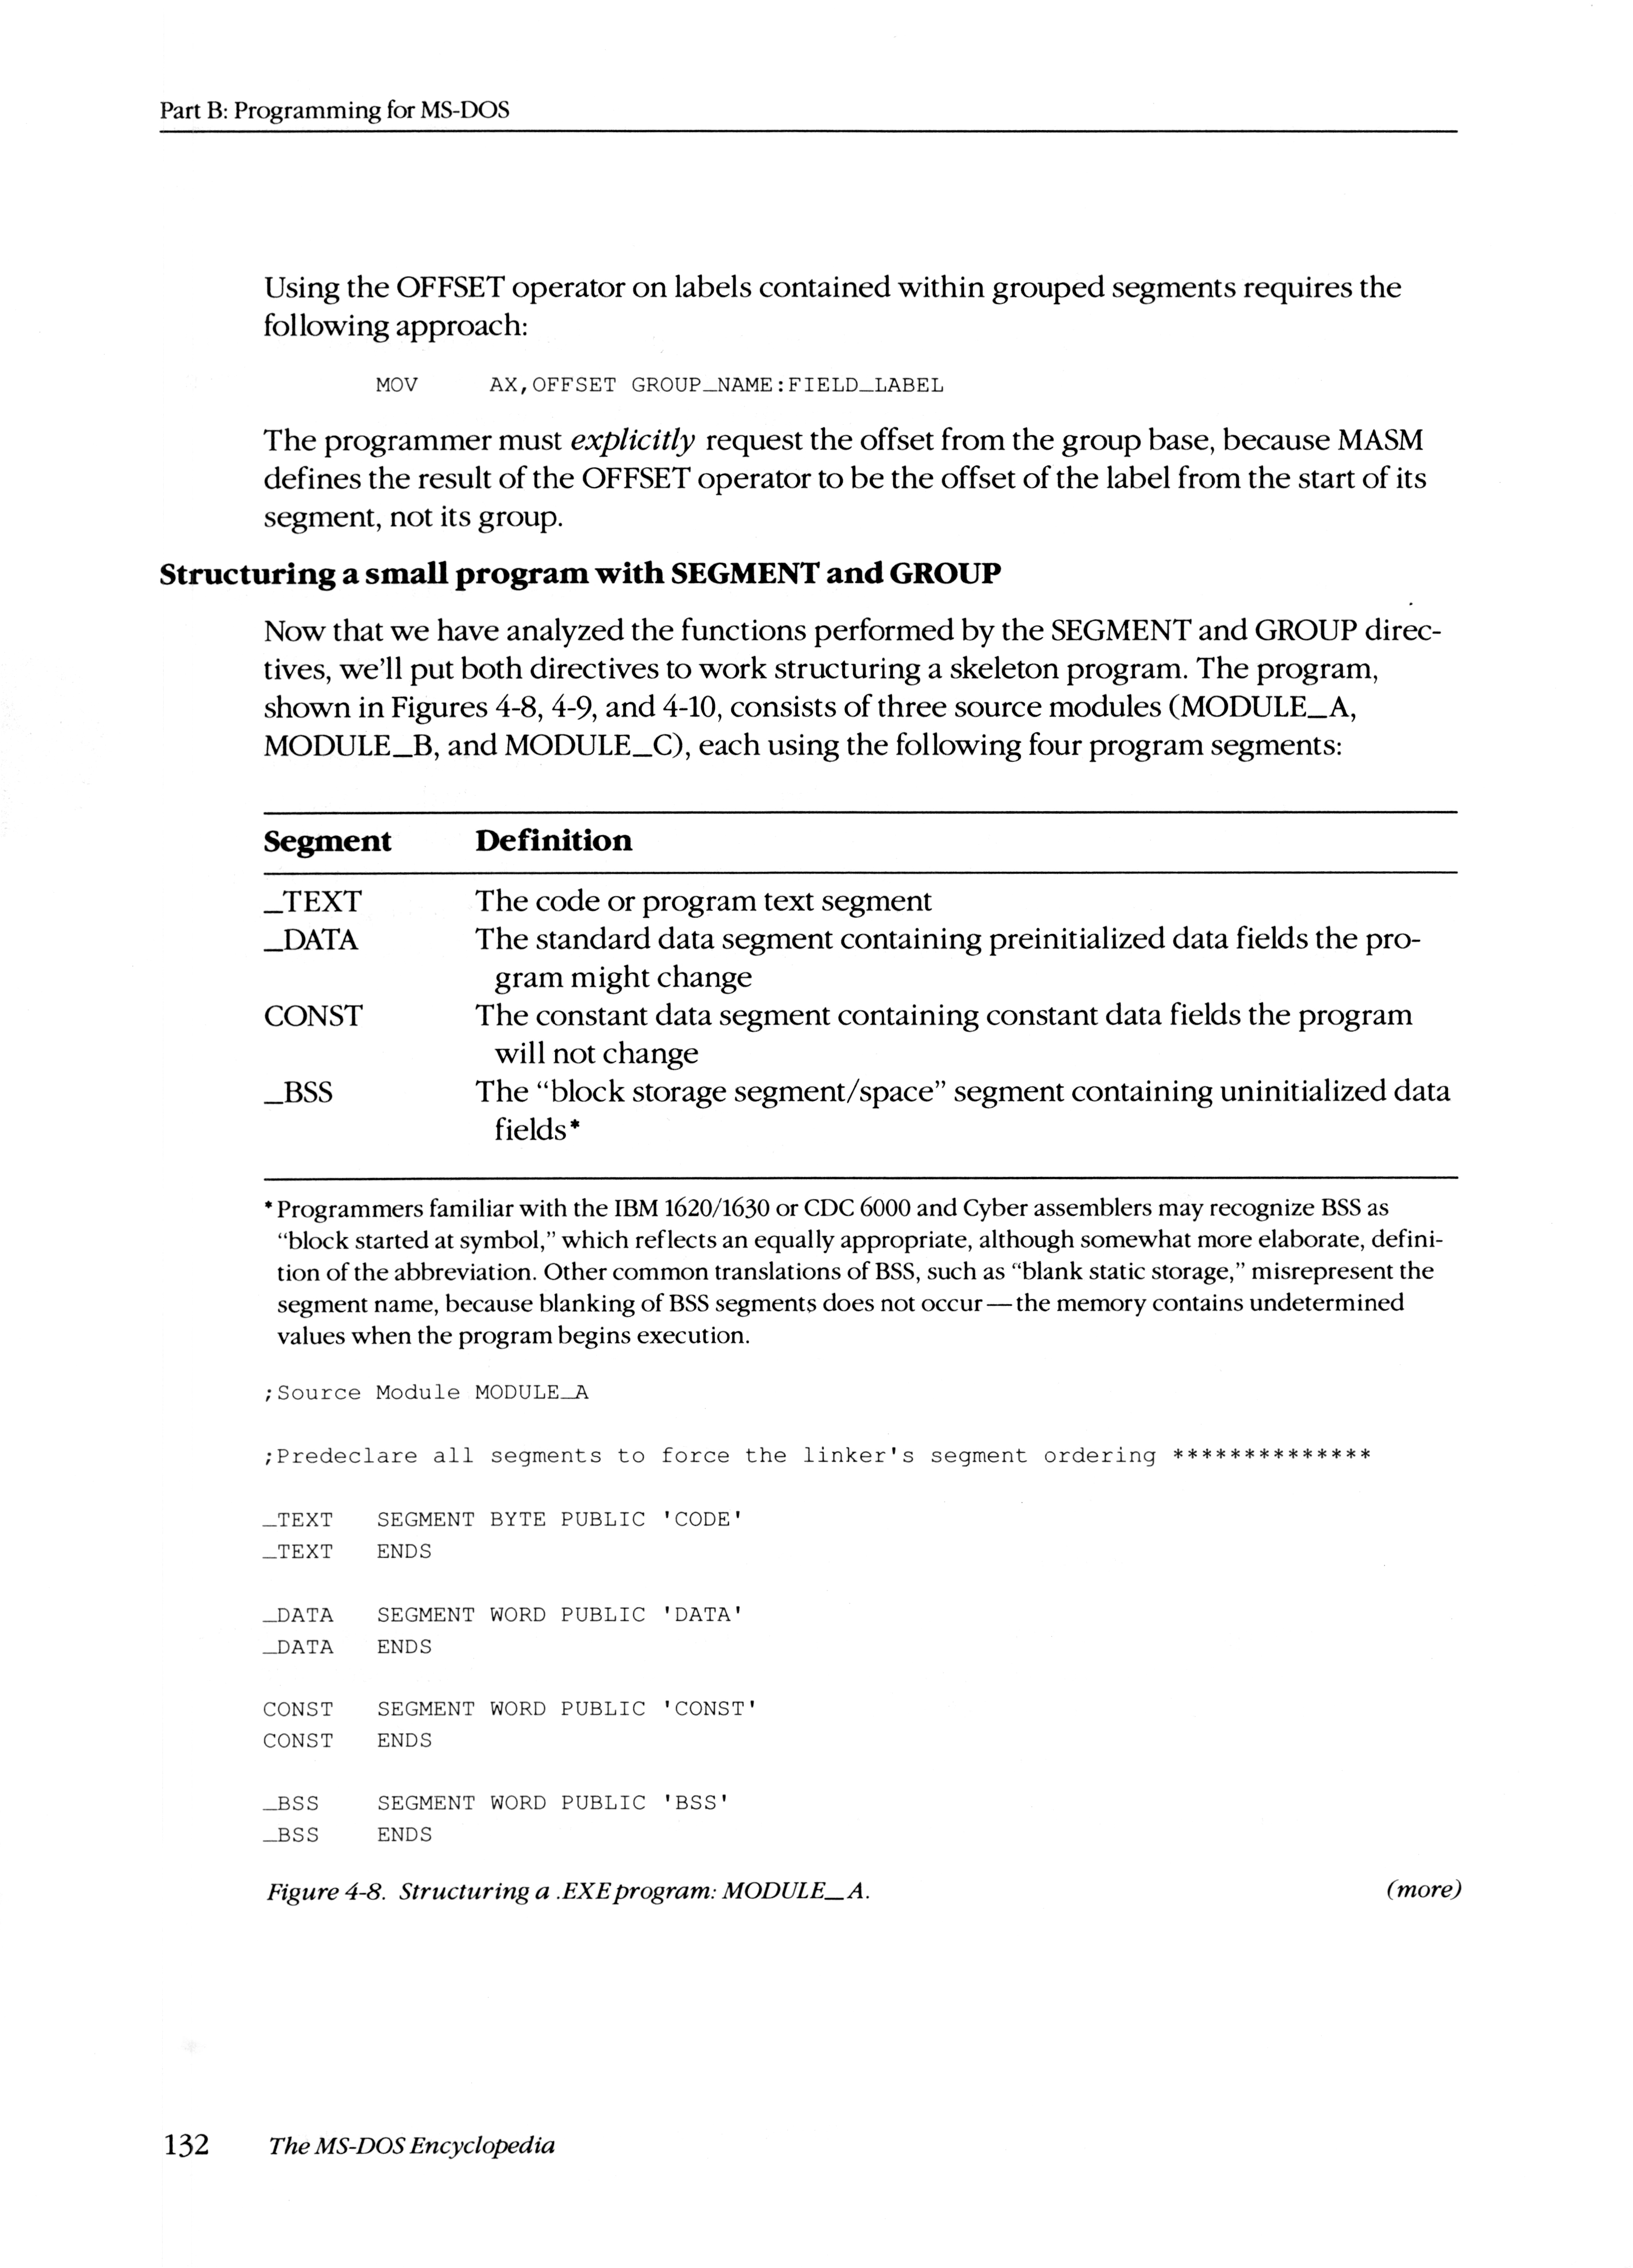 Part B: Programming for MS-DOS
Using the OFFSET operator on labels contained within grouped segments requires the
following approach:
MOV AX,OFFSET GROUP_NAME:FIELD_LABEL
The programmer must explicitly request the offset from the group base, because MASM
defines the result of the OFFSET operator to be the offset of the label from the start of its
segment, not its group.
Structuring a small program with SEGMENT and GROUP
Now that we have analyzed the functions performed by the SEGMENT and GROUP direc-
tives, we'll put both directives to work structuring a skeleton program. The program,
shown in Figures 4-8, 4-9, and 4-10, consists of three source modules (MODULE_A,
MODULE_B, and MODULE_C), each using the following four program segments:
Segment Definition
_TEXT The code or program text segment
_DATA The standard data segment containing preinitialized data fields the pro-
gram might change
CONST The constant data segment containing constant data fields the program
will not change
_BSS The “block storage segment/space” segment containing uninitialized data
fields*
*Programmers familiar with the IBM 1620/1630 or CDC 6000 and Cyber assemblers may recognize BSS as
“block started at symbol,” which reflects an equally appropriate, although somewhat more elaborate, defini-
tion of the abbreviation. Other common translations of BSS, such as “blank static storage,” misrepresent the
segment name, because blanking of BSS segments does not occur—the memory contains undetermined
values when the program begins execution.
;Source Module MODULE_A
;Predeclare all segments to force the linker's segment ordering **************
_TEXT SEGMENT BYTE PUBLIC 'CODE'
_TEXT ENDS
_DATA SEGMENT WORD PUBLIC 'DATA'
_DATA ENDS
CONST SEGMENT WORD PUBLIC 'CONST'
CONST ENDS
_BSS SEGMENT WORD PUBLIC 'BSS'
_BSS ENDS
Figure 4-8. Structuring a .EXE program: MODULE_A. (more)
132 The MS-DOS Encyclopedia